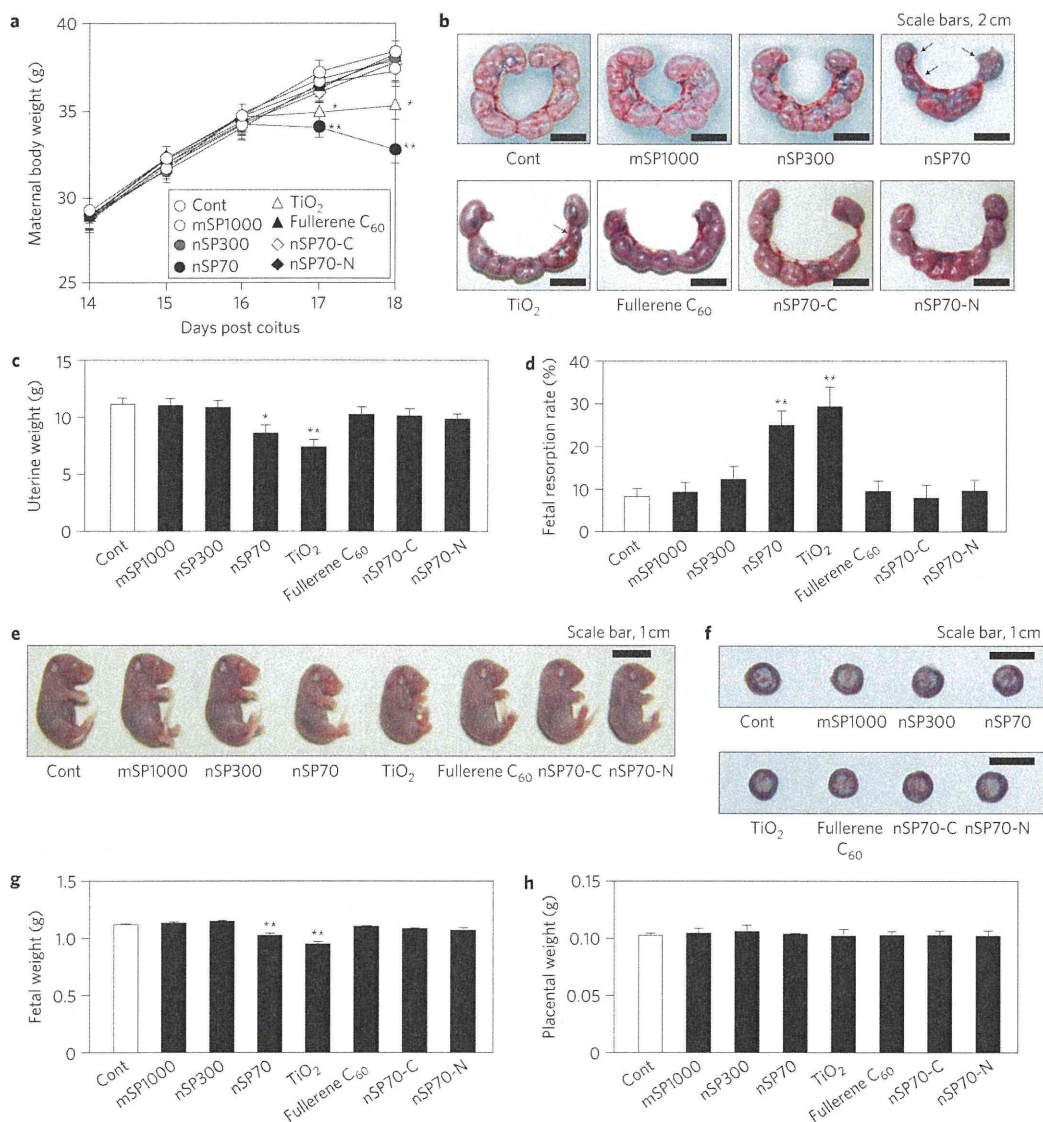 a
40
35
30
25
Maternal body weight (g)
14 15 16 17 18
Days post coitus
*
**
*
**
Cont
mSP1000
nSP300
nSP70
TiO₂
Fullerene C₆₀
nSP70-C
nSP70-N
b
Scale bars, 2 cm
Cont mSP1000 nSP300 nSP70
TiO₂ Fullerene C₆₀ nSP70-C nSP70-N
c
15
10
5
0
Uterine weight (g)
* **
Cont mSP1000 nSP300 nSP70 TiO₂ Fullerene C₆₀ nSP70-C nSP70-N
d
40
30
20
10
0
Fetal resorption rate (%)
** **
Cont mSP1000 nSP300 nSP70 TiO₂ Fullerene C₆₀ nSP70-C nSP70-N
e
Scale bar, 1 cm
Cont mSP1000 nSP300 nSP70 TiO₂ Fullerene C₆₀ nSP70-C nSP70-N
f
Scale bar, 1 cm
Cont mSP1000 nSP300 nSP70
TiO₂ Fullerene nSP70-C nSP70-N
C₆₀
g
1.5
1.0
0.5
0
Fetal weight (g)
** **
Cont mSP1000 nSP300 nSP70 TiO₂ Fullerene C₆₀ nSP70-C nSP70-N
h
0.15
0.10
0.05
0
Placental weight (g)
Cont mSP1000 nSP300 nSP70 TiO₂ Fullerene C₆₀ nSP70-C nSP70-N